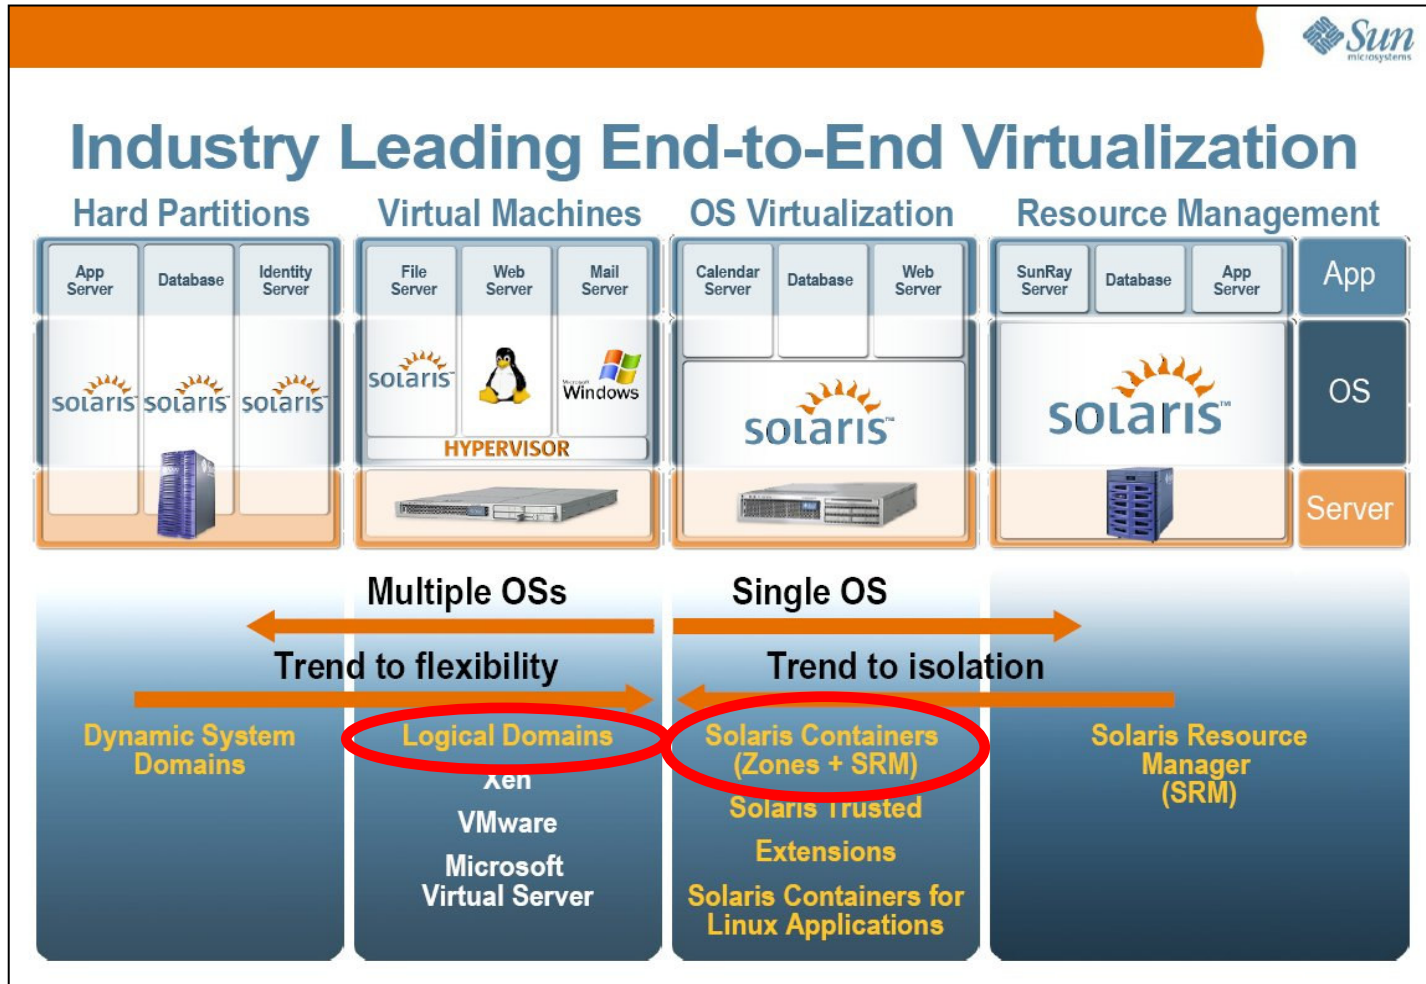 Sun
microsystems
Industry Leading End-to-End Virtualization
Hard Partitions
Virtual Machines
OS Virtualization
Resource Management
App
Server
Database
Identity
Server
File
Server
Web
Server
Mail
Server
Calendar
Server
Database
Web
Server
SunRay
Server
Database
App
Server
App
solaris
solaris
solaris
solaris
Microsoft
Windows
HYPERVISOR
solaris™
solaris™
OS
Server
Multiple OSs
Single OS
Trend to flexibility
Trend to isolation
Dynamic System
Domains
Logical Domains
Xen
VMware
Microsoft
Virtual Server
Solaris Containers
(Zones + SRM)
Solaris Trusted
Extensions
Solaris Containers for
Linux Applications
Solaris Resource
Manager
(SRM)